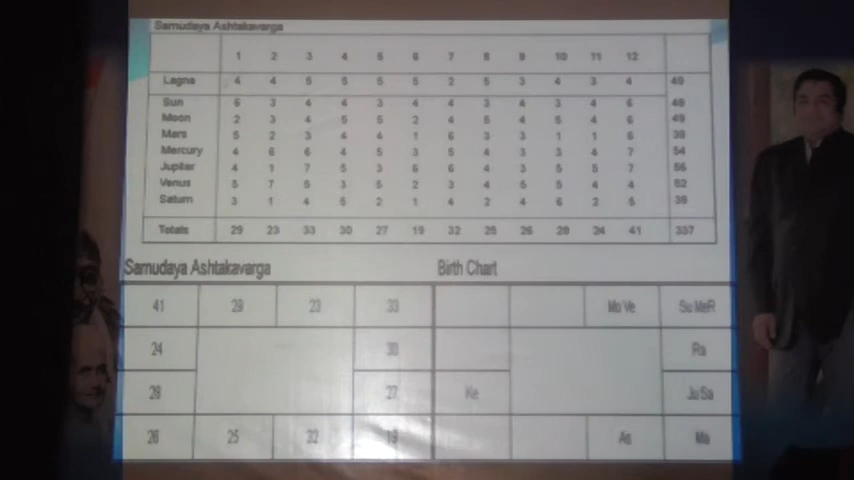 Samudaya Ashtakavarga
1 2 3 4 5 6 7 8 9 10 11 12
Lagna 4 4 5 5 5 5 2 5 3 4 3 4 49
Sun 6 3 4 4 3 4 4 3 4 3 4 6 48
Moon 2 3 4 5 5 2 4 5 4 5 4 6 49
Mars 5 2 3 4 4 1 6 3 3 1 1 6 39
Mercury 4 6 6 4 5 3 5 4 3 3 4 7 54
Jupiter 4 1 7 5 3 6 6 4 3 5 5 7 56
Venus 5 7 5 3 5 2 3 4 5 5 4 4 52
Saturn 3 1 4 5 2 1 4 2 4 6 2 5 39
Totals 29 23 33 30 27 19 32 25 26 28 24 41 337
Samudaya Ashtakavarga Birth Chart
41 29 23 33 Mo Ve Su MeR
24 30 Ra
28 27 Ke Ju Sa
26 25 32 19 As Ma